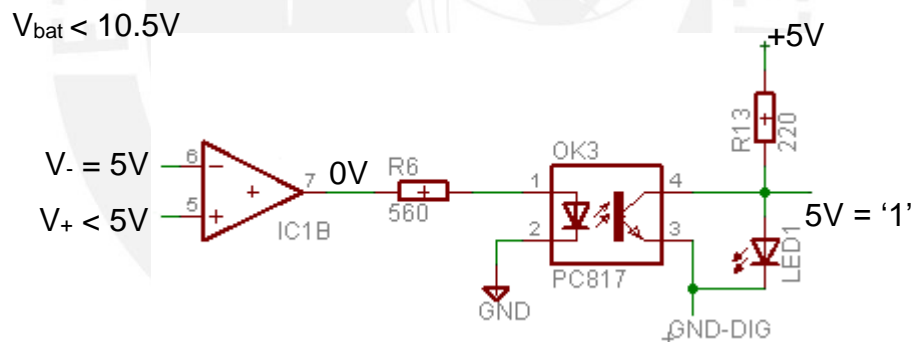 Vbat < 10.5V
+5V
R13
220
OK3
V- = 5V
6
7
0V
R6
1
4
V+ < 5V
5
560
5V = ‘1’
IC1B
2
3
LED1
PC817
GND
GND-DIG